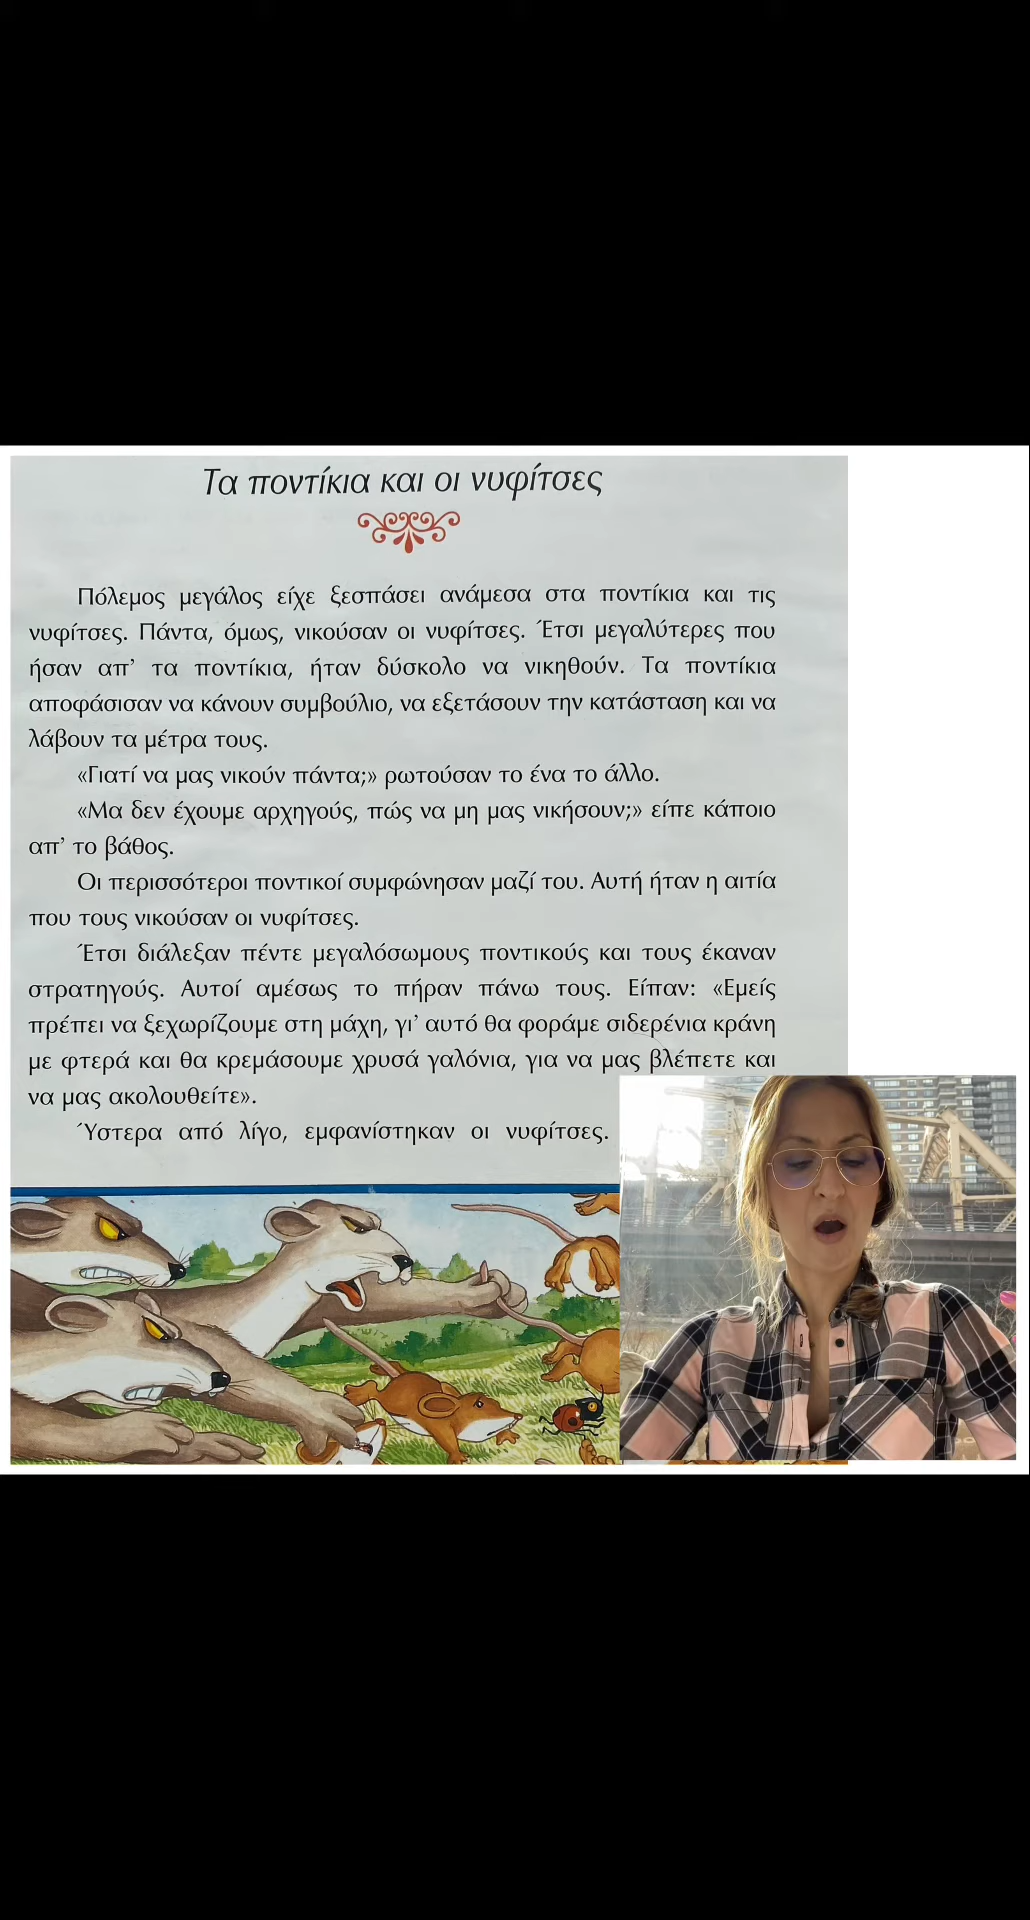 Τα ποντίκια και οι νυφίτσες
Πόλεμος μεγάλος είχε ξεσπάσει ανάμεσα στα ποντίκια και τις
νυφίτσες. Πάντα, όμως, νικούσαν οι νυφίτσες. Έτσι μεγαλύτερες που
ήσαν απ’ τα ποντίκια, ήταν δύσκολο να νικηθούν. Τα ποντίκια
αποφάσισαν να κάνουν συμβούλιο, να εξετάσουν την κατάσταση και να
λάβουν τα μέτρα τους.
«Γιατί να μας νικούν πάντα;» ρωτούσαν το ένα το άλλο.
«Μα δεν έχουμε αρχηγούς, πώς να μη μας νικήσουν;» είπε κάποιο
απ’ το βάθος.
Οι περισσότεροι ποντικοί συμφώνησαν μαζί του. Αυτή ήταν η αιτία
που τους νικούσαν οι νυφίτσες.
Έτσι διάλεξαν πέντε μεγαλόσωμους ποντικούς και τους έκαναν
στρατηγούς. Αυτοί αμέσως το πήραν πάνω τους. Είπαν: «Εμείς
πρέπει να ξεχωρίζουμε στη μάχη, γι’ αυτό θα φοράμε σιδερένια κράνη
με φτερά και θα κρεμάσουμε χρυσά γαλόνια, για να μας βλέπετε και
να μας ακολουθείτε».
Ύστερα από λίγο, εμφανίστηκαν οι νυφίτσες.